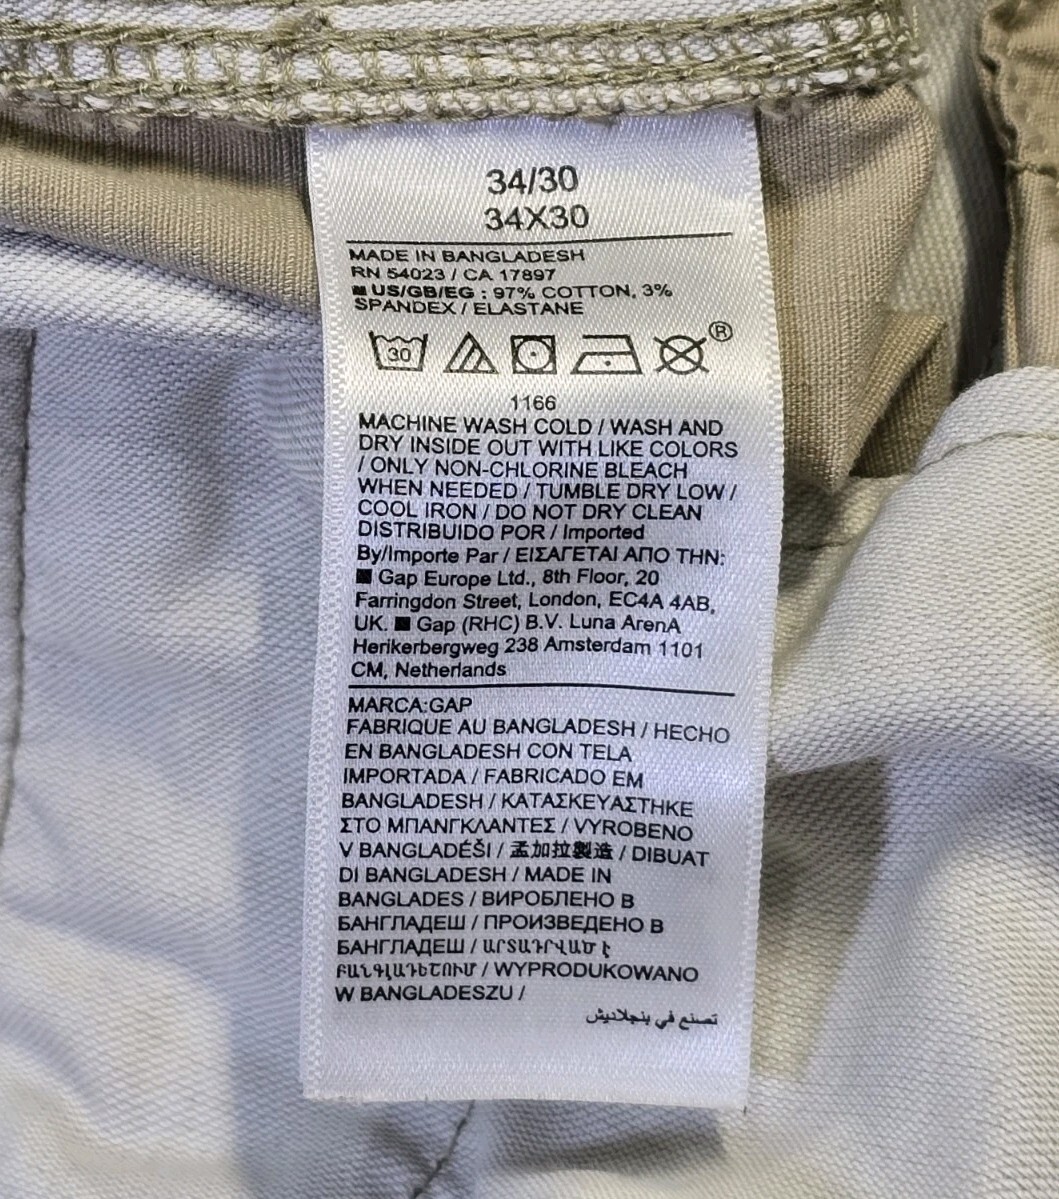 34/30
34X30
MADE IN BANGLADESH
RN 54023 / CA 17897
■ US/GB/EG : 97% COTTON, 3%
SPANDEX / ELASTANE
30 ®
1166
MACHINE WASH COLD / WASH AND
DRY INSIDE OUT WITH LIKE COLORS
/ ONLY NON-CHLORINE BLEACH
WHEN NEEDED / TUMBLE DRY LOW /
COOL IRON / DO NOT DRY CLEAN
DISTRIBUIDO POR / Imported
By/Importe Par / ΕΙΣΑΓΕΤΑΙ ΑΠΟ ΤΗΝ:
■ Gap Europe Ltd., 8th Floor, 20
Farringdon Street, London, EC4A 4AB,
UK. ■ Gap (RHC) B.V. Luna ArenA
Herikerbergweg 238 Amsterdam 1101
CM, Netherlands
MARCA:GAP
FABRIQUE AU BANGLADESH / HECHO
EN BANGLADESH CON TELA
IMPORTADA / FABRICADO EM
BANGLADESH / ΚΑΤΑΣΚΕΥΑΣΤΗΚΕ
ΣΤΟ ΜΠΑΝΓΚΛΑΝΤΕΣ / VYROBENO
V BANGLADÉŠI / 孟加拉製造 / DIBUAT
DI BANGLADESH / MADE IN
BANGLADES / ВИРОБЛЕНО В
БАНГЛАДЕШ / ПРОИЗВЕДЕНО В
БАНГЛАДЕШ / ԱՐՏԱԴՐՎԱԾ Է
ԲԱՆԳԼԱԴԵՇՈՒՄ / WYPRODUKOWANO
W BANGLADESZU /
تصنع في بنجلاديش